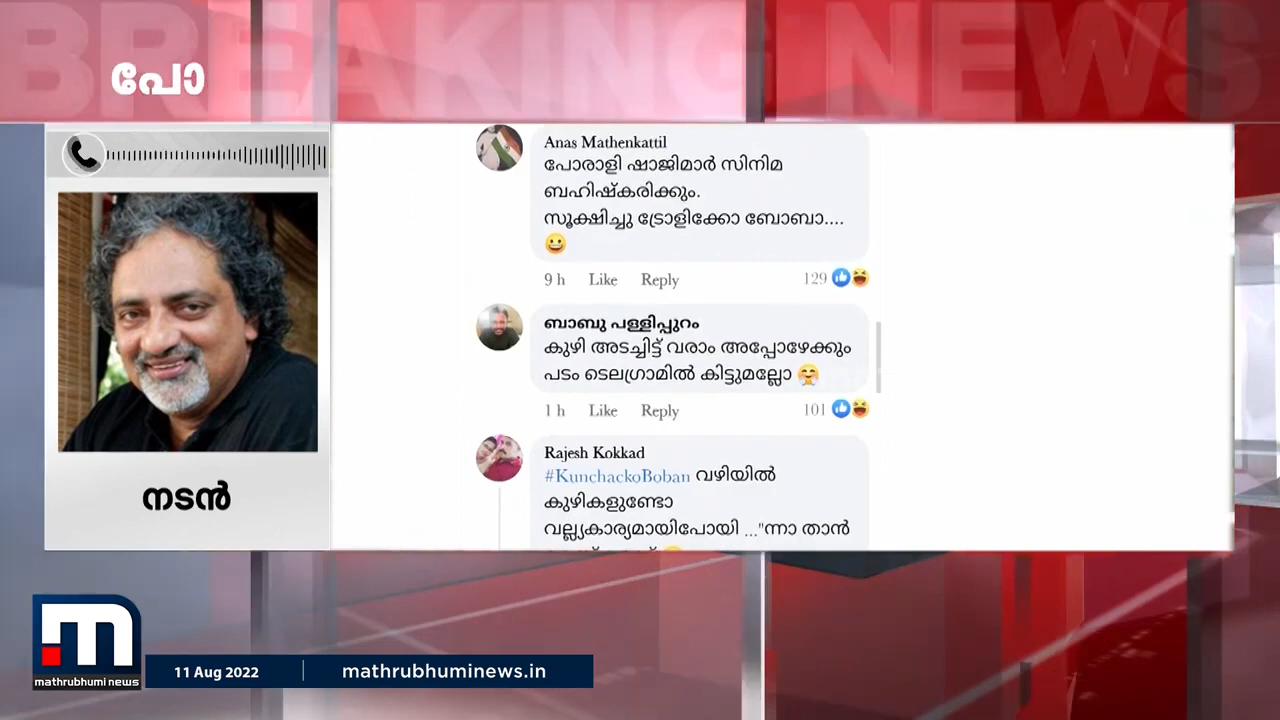 BREAKING NEWS
പോ
Anas Mathenkattil
പോരാളി ഷാജിമാർ സിനിമ
ബഹിഷ്കരിക്കും.
സൂക്ഷിച്ചു ട്രോളിക്കോ ബോബാ....
😀
9 h Like Reply 129
ബാബു പള്ളിപ്പുറം
കുഴി അടച്ചിട്ട് വരാം അപ്പോഴേക്കും
പടം ടെലഗ്രാമിൽ കിട്ടുമല്ലോ 🤗
1 h Like Reply 101
Rajesh Kokkad
#KunchackoBoban വഴിയിൽ
കുഴികളുണ്ടോ
വല്ല്യകാര്യമായിപോയി ..."ന്നാ താൻ
നടൻ
mathrubhumi news
11 Aug 2022 mathrubhuminews.in